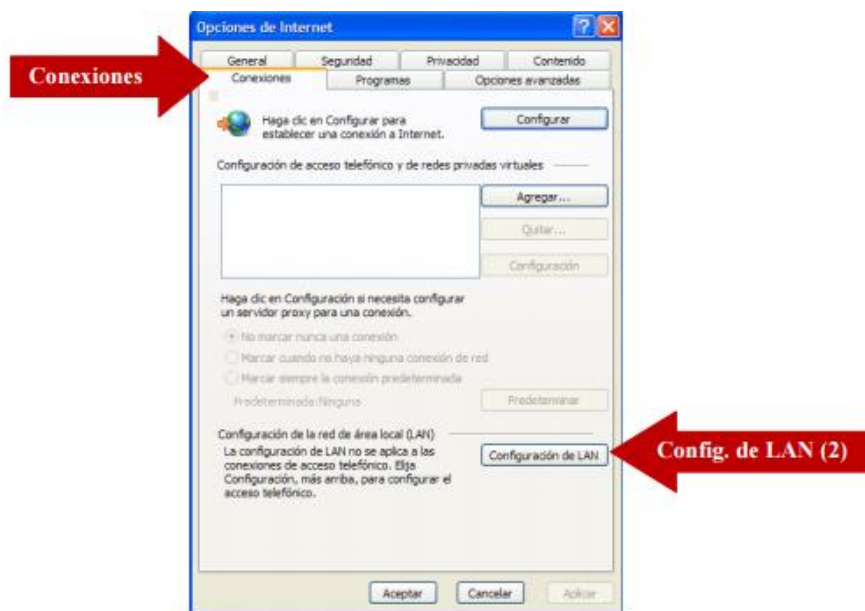 Opciones de Internet
General Seguridad Privacidad Contenido
Conexiones Programas Opciones avanzadas
Conexiones
Haga clic en Configurar para
establecer una conexión a Internet.
Configurar
Configuración de acceso telefónico y de redes privadas virtuales
Agregar...
Quitar...
Configuración
Haga clic en Configuración si necesita configurar
un servidor proxy para una conexión.
No marcar nunca una conexión
Marcar cuando no haya ninguna conexión de red
Marcar siempre la conexión predeterminada
Predeterminada:Ninguna
Predeterminar
Configuración de la red de área local (LAN)
La configuración de LAN no se aplica a las
conexiones de acceso telefónico. Elija
Configuración, más arriba, para configurar el
acceso telefónico.
Configuración de LAN
Config. de LAN (2)
Aceptar Cancelar Aplicar